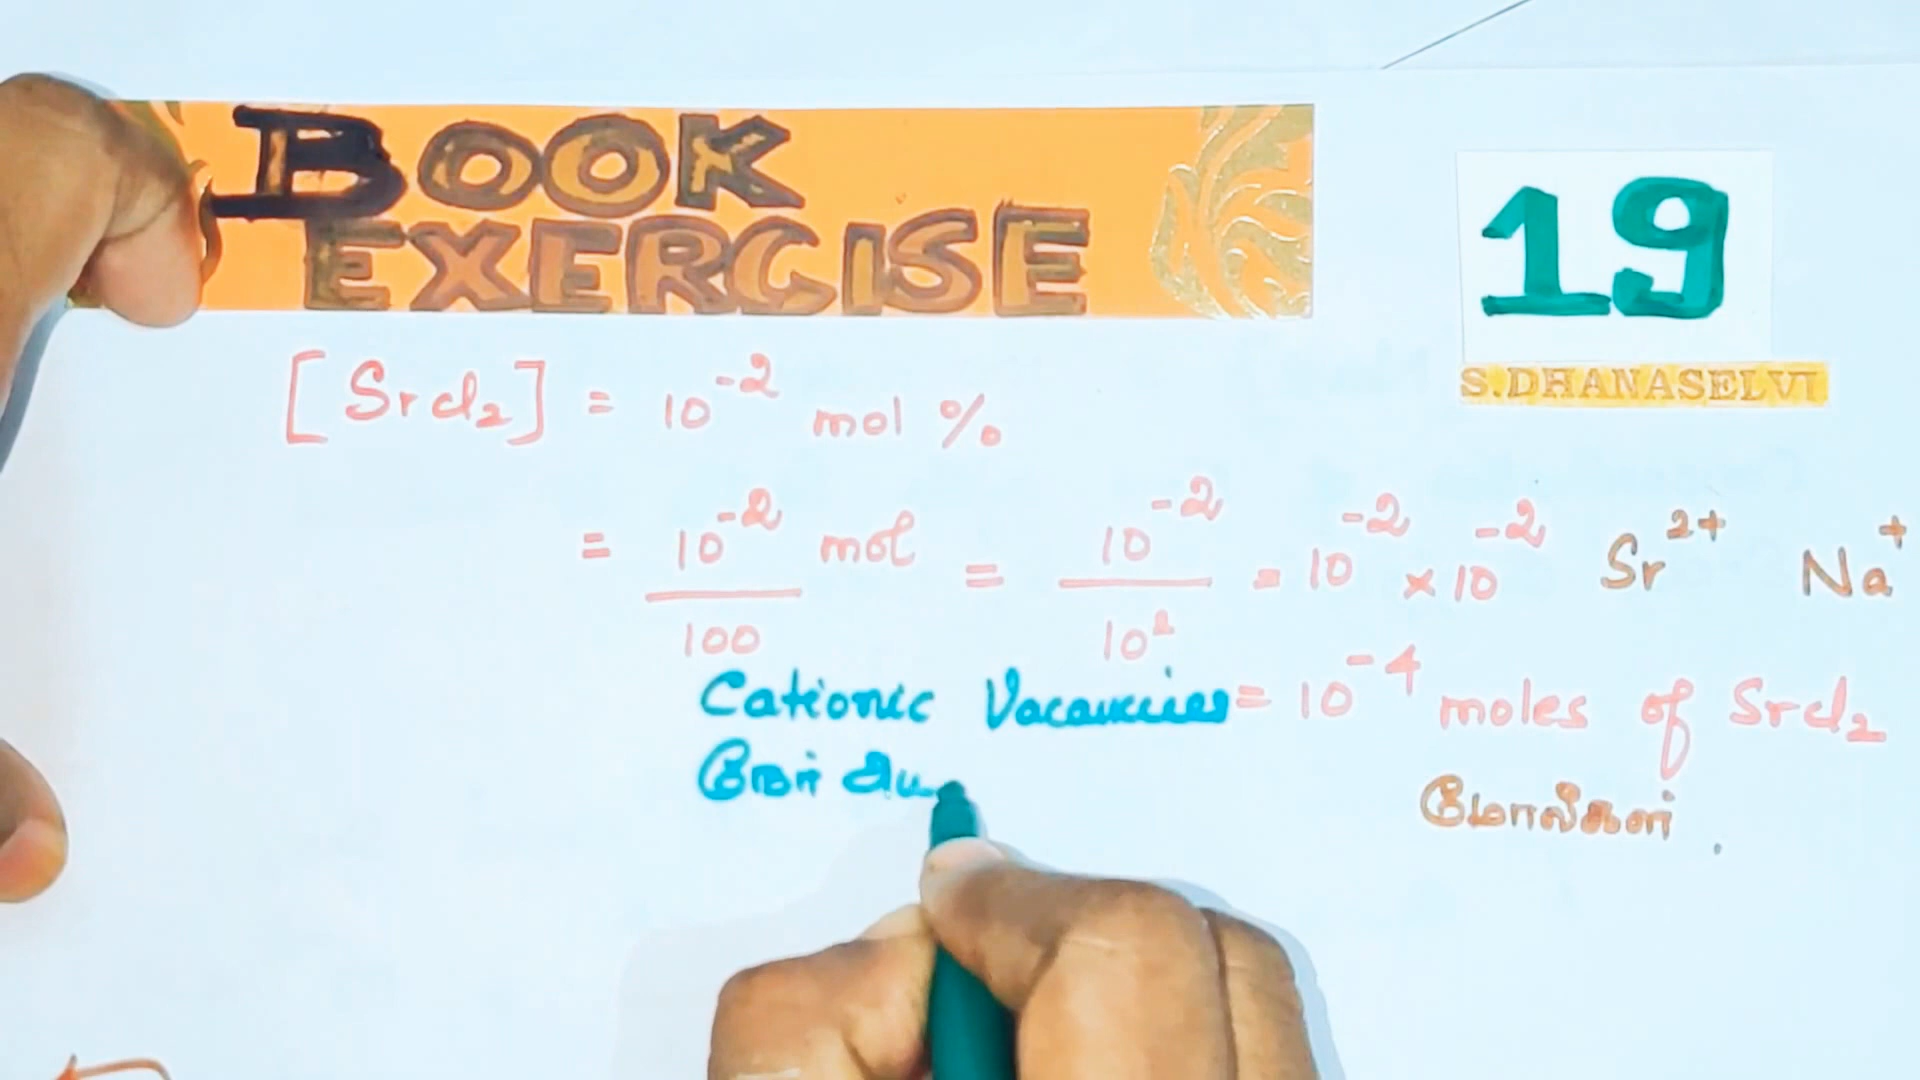 BOOK
EXERCISE
19
S.DHANASELVI
[SrCl₂] = 10⁻² mol %
= 10⁻²/100 mol = 10⁻²/10² = 10⁻² × 10⁻² Sr²⁺ Na⁺
Cationic Vacancies = 10⁻⁴ moles of SrCl₂
நேர் அய
மோல்கள்.